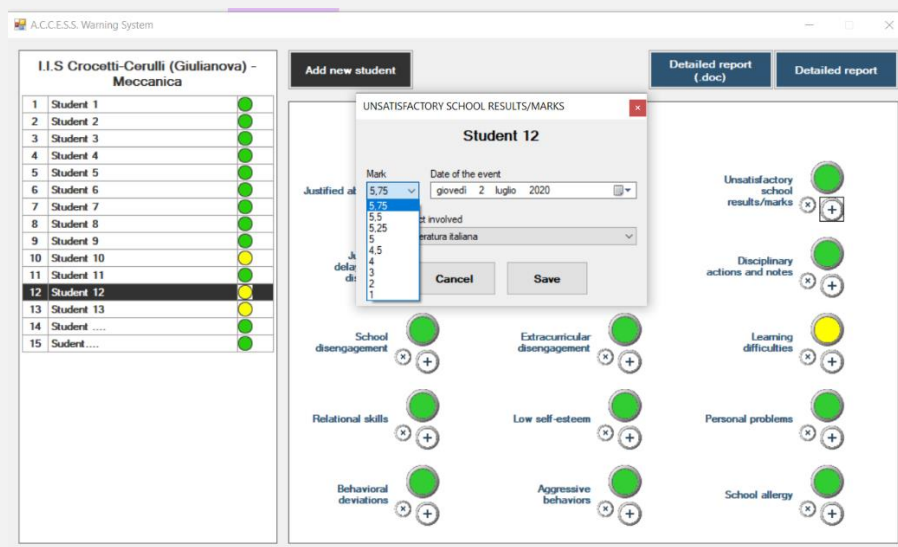 A.C.C.E.S.S. Warning System
I.I.S Crocetti-Cerulli (Giulianova) -
Meccanica
1 Student 1
2 Student 2
3 Student 3
4 Student 4
5 Student 5
6 Student 6
7 Student 7
8 Student 8
9 Student 9
10 Student 10
11 Student 11
12 Student 12
13 Student 13
14 Student ....
15 Sudent....
Add new student
Detailed report
(.doc)
Detailed report
UNSATISFACTORY SCHOOL RESULTS/MARKS
Student 12
Mark
Date of the event
5,75
giovedì 2 luglio 2020
5,75
5,5
5,25
5
4,5
4
3
2
1
involved
italiana
Cancel
Save
Justified
Unsatisfactory
school
results/marks
Disciplinary
actions and notes
School
disengagement
Extracurricular
disengagement
Learning
difficulties
Relational skills
Low self-esteem
Personal problems
Behavioral
deviations
Aggressive
behaviors
School allergy